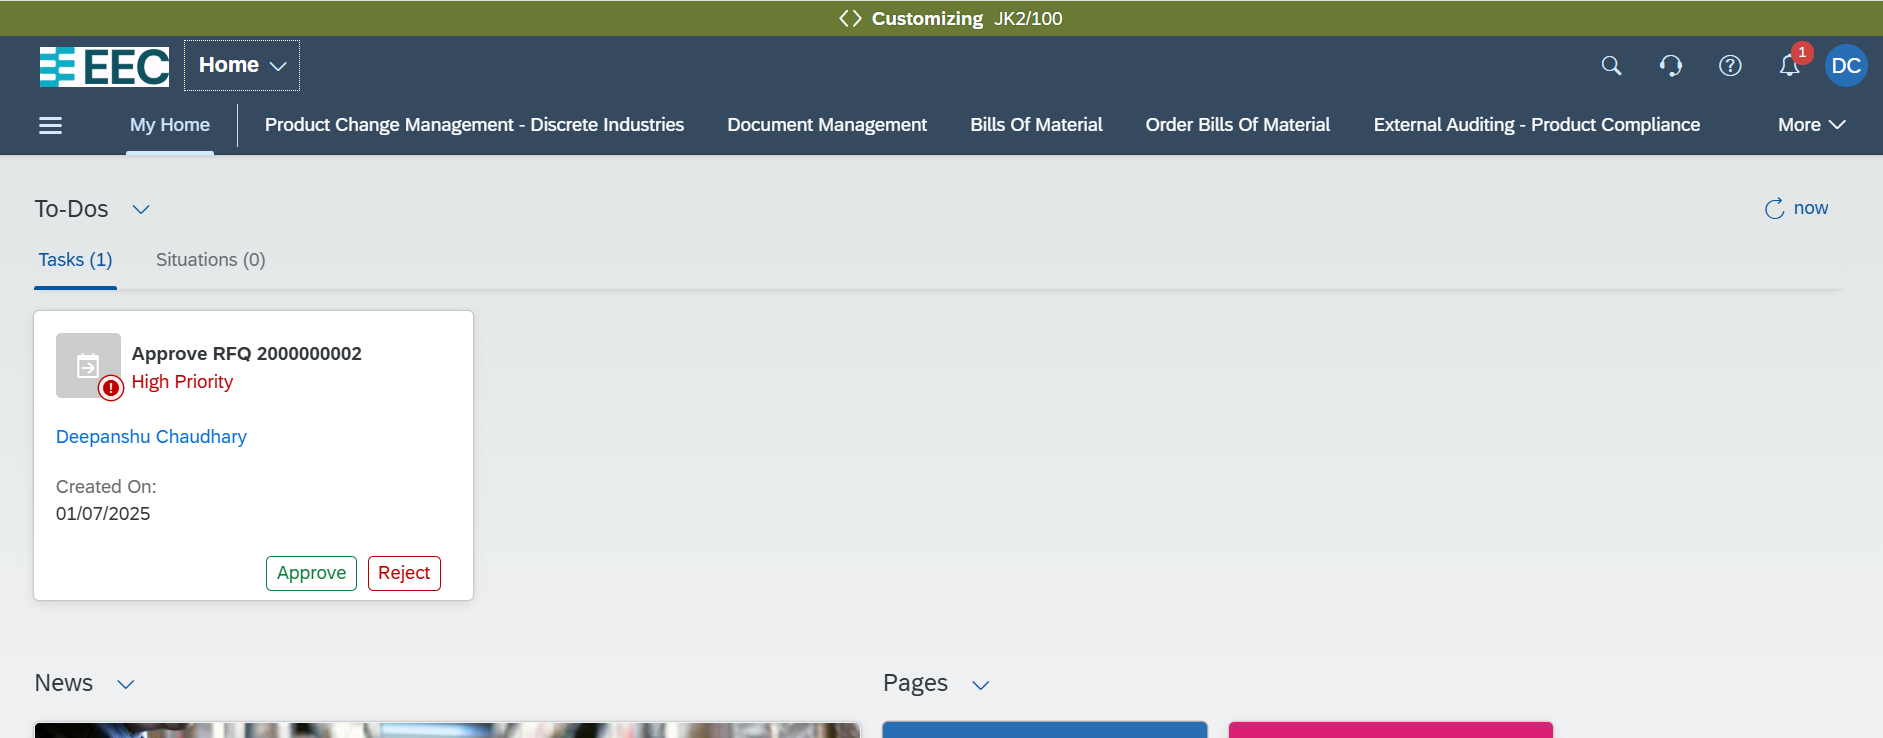 Customizing JK2/100
EEC Home 1 DC
My Home Product Change Management - Discrete Industries Document Management Bills Of Material Order Bills Of Material External Auditing - Product Compliance More
To-Dos now
Tasks (1) Situations (0)
Approve RFQ 2000000002
High Priority
Deepanshu Chaudhary
Created On:
01/07/2025
Approve Reject
News Pages